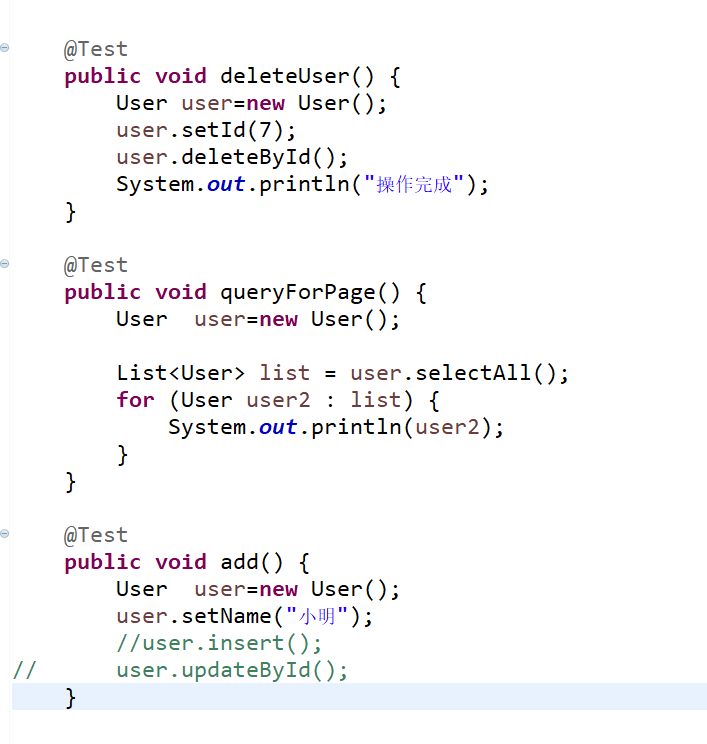 @Test
public void deleteUser() {
User user=new User();
user.setId(7);
user.deleteById();
System.out.println("操作完成");
}
@Test
public void queryForPage() {
User  user=new User();
List<User> list = user.selectAll();
for (User user2 : list) {
System.out.println(user2);
}
}
@Test
public void add() {
User  user=new User();
user.setName("小明");
//user.insert();
//      user.updateById();
}